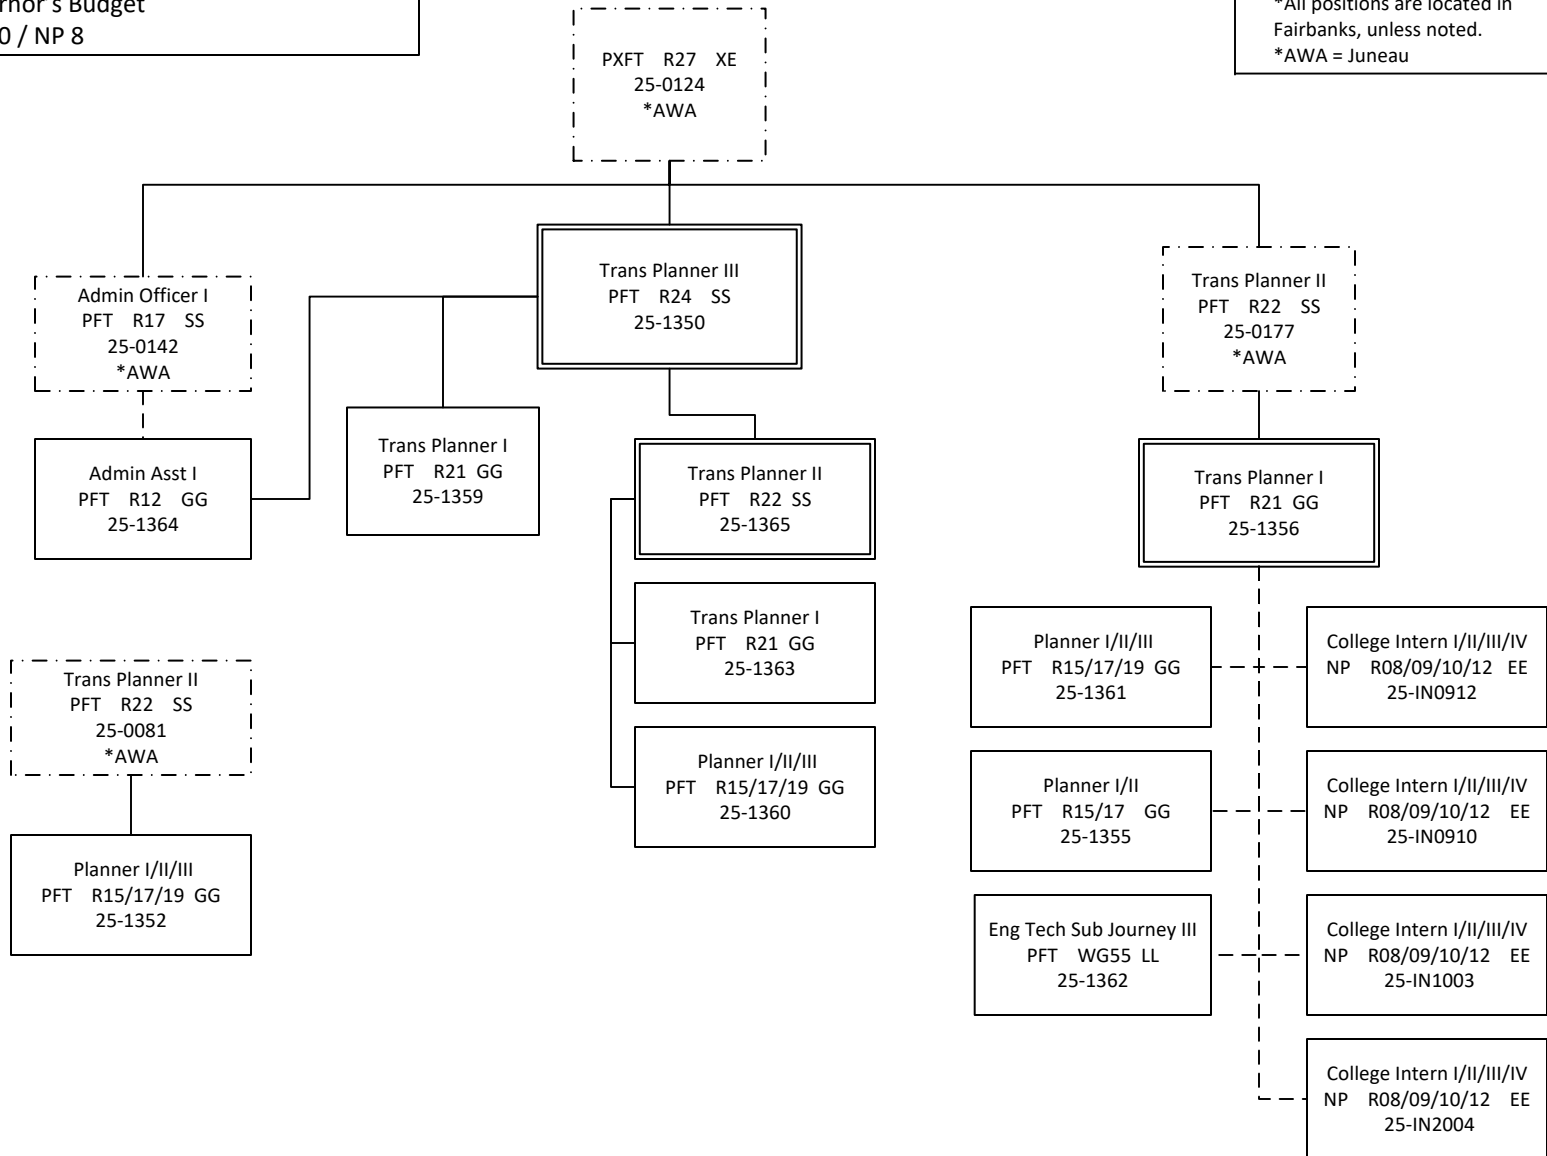 Budget
/ NP 8
*All positions are located in
Fairbanks, unless noted.
*AWA = Juneau
PXFT R27 XE
25-0124
*AWA
Trans Planner III
PFT R24 SS
25-1350
Admin Officer I
PFT R17 SS
25-0142
*AWA
Trans Planner II
PFT R22 SS
25-0177
*AWA
Admin Asst I
PFT R12 GG
25-1364
Trans Planner I
PFT R21 GG
25-1359
Trans Planner II
PFT R22 SS
25-1365
Trans Planner I
PFT R21 GG
25-1356
Trans Planner I
PFT R21 GG
25-1363
Planner I/II/III
PFT R15/17/19 GG
25-1360
Trans Planner II
PFT R22 SS
25-0081
*AWA
Planner I/II/III
PFT R15/17/19 GG
25-1352
Planner I/II/III
PFT R15/17/19 GG
25-1361
College Intern I/II/III/IV
NP R08/09/10/12 EE
25-IN0912
Planner I/II
PFT R15/17 GG
25-1355
College Intern I/II/III/IV
NP R08/09/10/12 EE
25-IN0910
Eng Tech Sub Journey III
PFT WG55 LL
25-1362
College Intern I/II/III/IV
NP R08/09/10/12 EE
25-IN1003
College Intern I/II/III/IV
NP R08/09/10/12 EE
25-IN2004